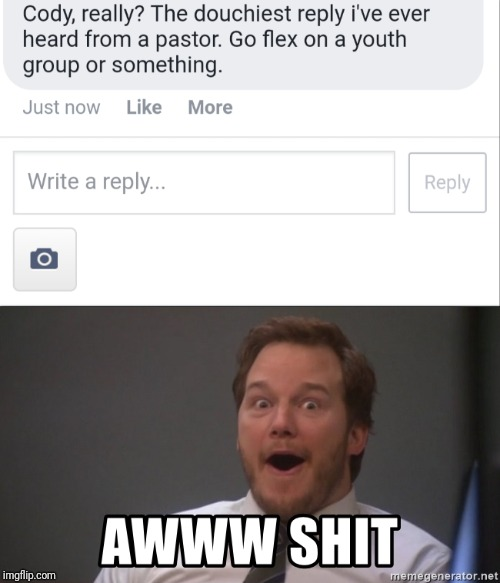 Cody, really? The douchiest reply i've ever
heard from a pastor. Go flex on a youth
group or something.
Just now Like More
Write a reply...
Reply
AWWW SHIT
imgflip.com
memegenerator.net